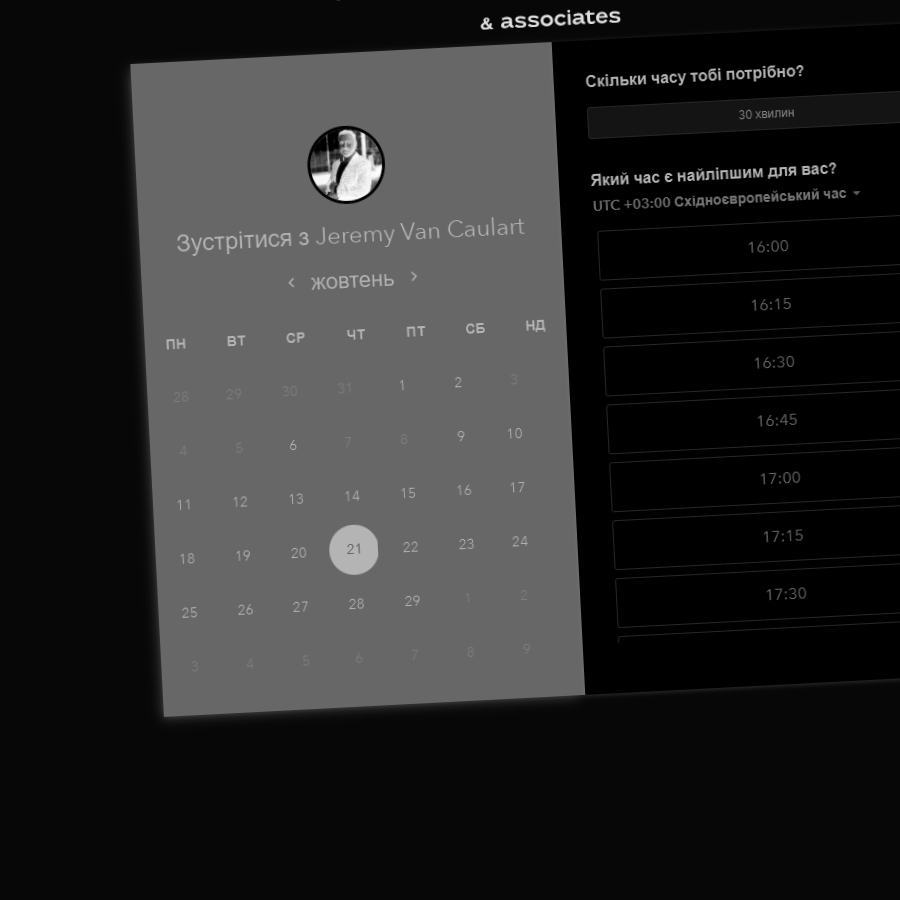 & associates
Зустрітися з Jeremy Van Caulart
жовтень
ПН ВТ СР ЧТ ПТ СБ НД
28 29 30 31 1 2 3
4 5 6 7 8 9 10
11 12 13 14 15 16 17
18 19 20 21 22 23 24
25 26 27 28 29 1 2
3 4 5 6 7 8 9
Скільки часу тобі потрібно?
30 хвилин
Який час є найліпшим для вас?
UTC +03:00 Східноєвропейський час
16:00
16:15
16:30
16:45
17:00
17:15
17:30